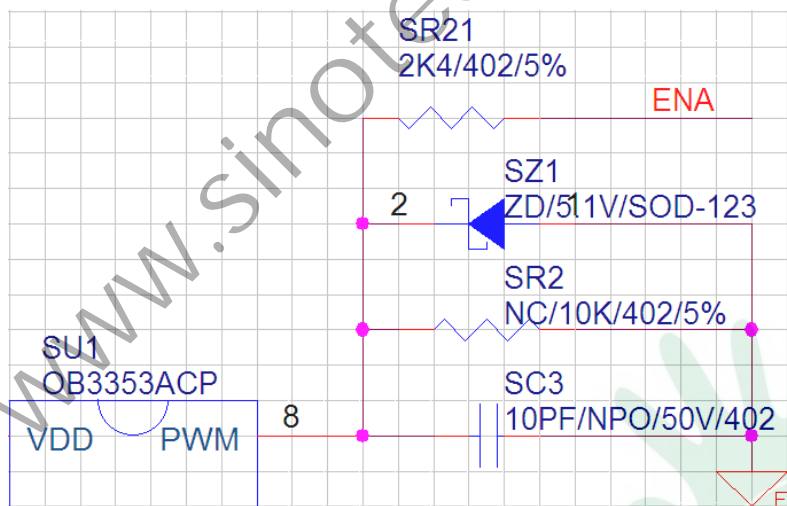 SR21
2K4/402/5%
ENA
SZ1
2
1
ZD/5.1V/SOD-123
SR2
NC/10K/402/5%
SU1
OB3353ACP
SC3
10PF/NPO/50V/402
8
VDD
PWM
www.sinote